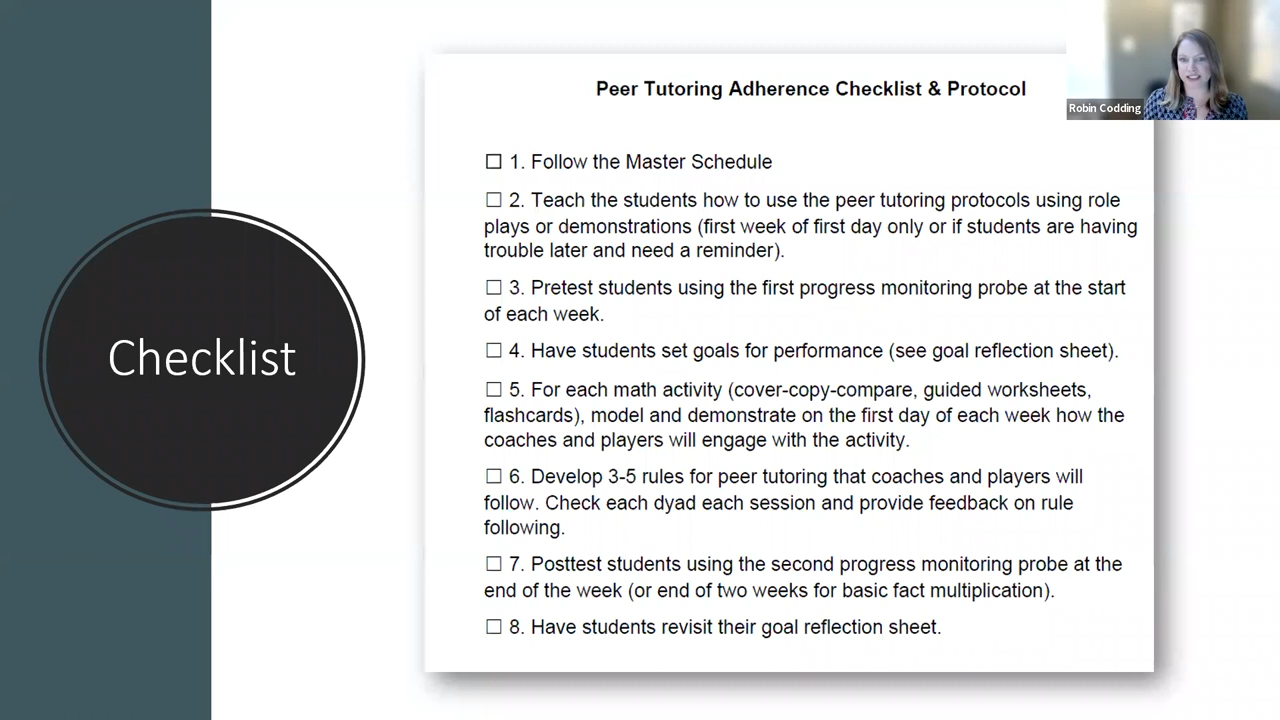 Peer Tutoring Adherence Checklist & Protocol
Robin Codding
Checklist
☐ 1. Follow the Master Schedule
☐ 2. Teach the students how to use the peer tutoring protocols using role
plays or demonstrations (first week of first day only or if students are having
trouble later and need a reminder).
☐ 3. Pretest students using the first progress monitoring probe at the start
of each week.
☐ 4. Have students set goals for performance (see goal reflection sheet).
☐ 5. For each math activity (cover-copy-compare, guided worksheets,
flashcards), model and demonstrate on the first day of each week how the
coaches and players will engage with the activity.
☐ 6. Develop 3-5 rules for peer tutoring that coaches and players will
follow. Check each dyad each session and provide feedback on rule
following.
☐ 7. Posttest students using the second progress monitoring probe at the
end of the week (or end of two weeks for basic fact multiplication).
☐ 8. Have students revisit their goal reflection sheet.